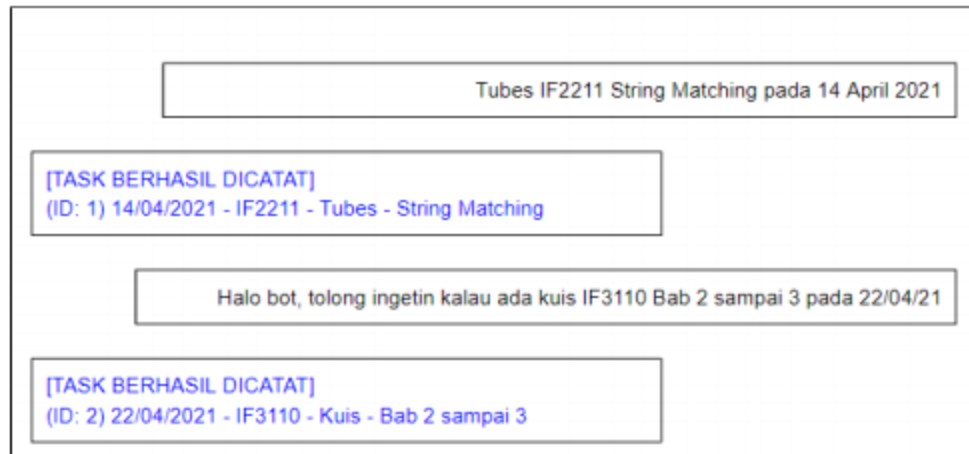 Tubes IF2211 String Matching pada 14 April 2021
[TASK BERHASIL DICATAT]
(ID: 1) 14/04/2021 - IF2211 - Tubes - String Matching
Halo bot, tolong ingetin kalau ada kuis IF3110 Bab 2 sampai 3 pada 22/04/21
[TASK BERHASIL DICATAT]
(ID: 2) 22/04/2021 - IF3110 - Kuis - Bab 2 sampai 3